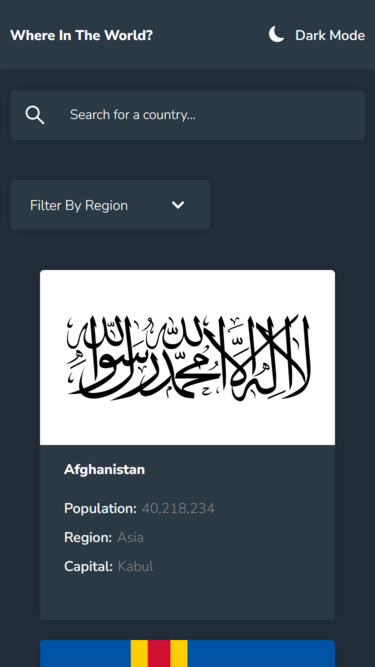 Where In The World?
Dark Mode
Search for a country...
Filter By Region
لا إله إلا الله محمد رسول الله
Afghanistan
Population: 40,218,234
Region: Asia
Capital: Kabul